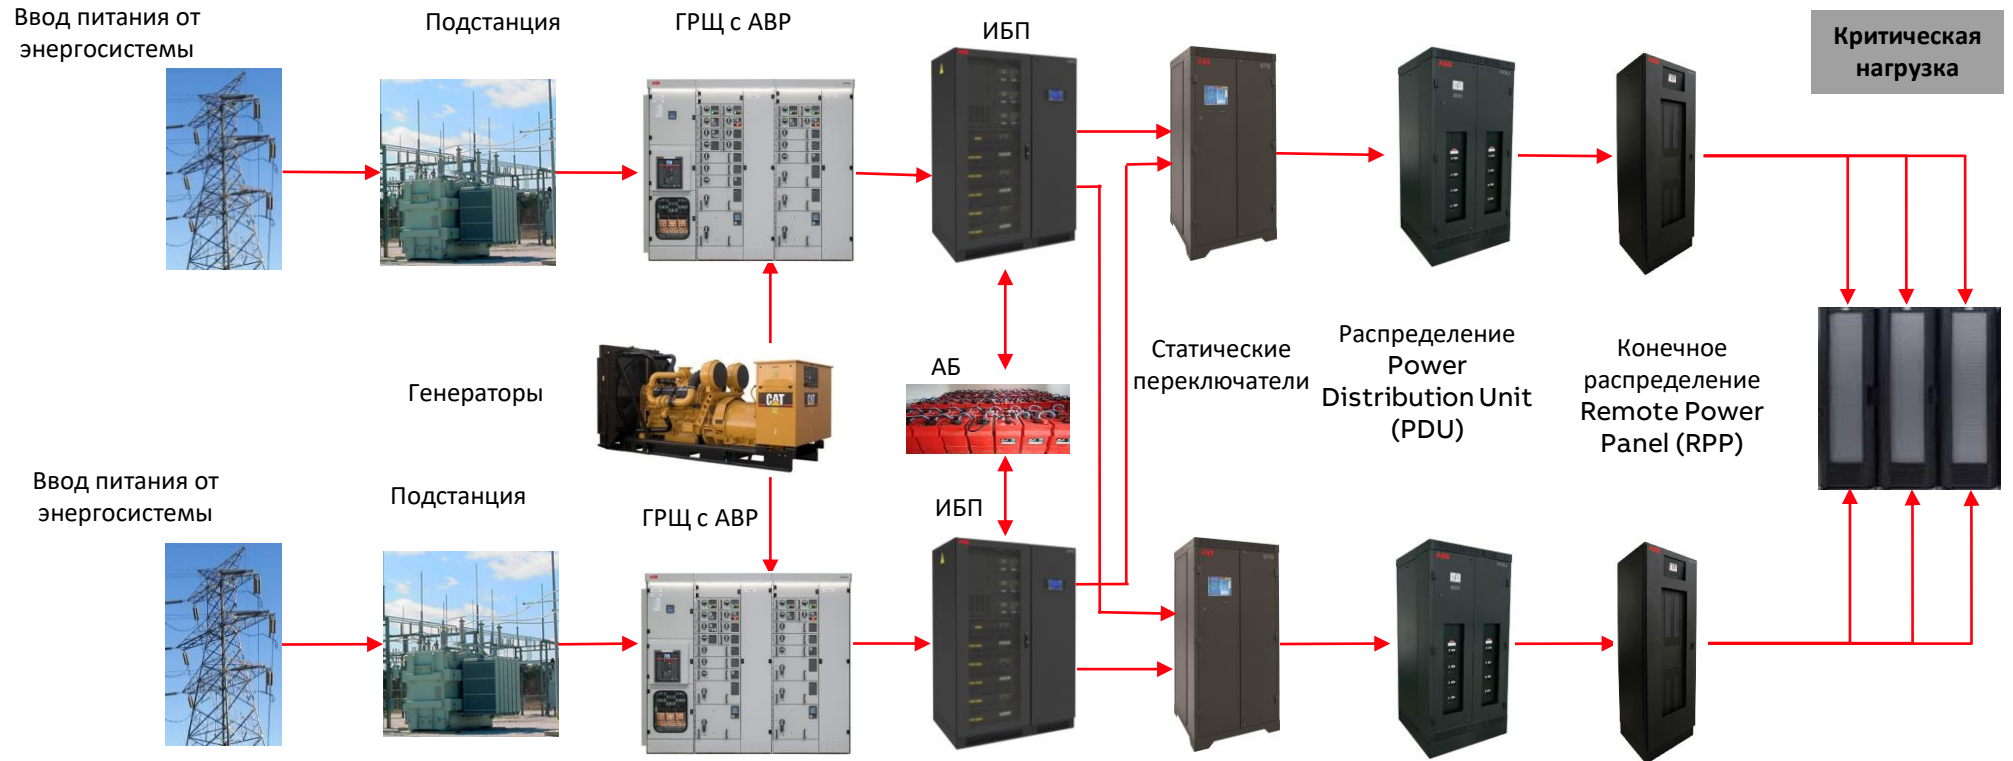 Ввод питания от
энергосистемы
Подстанция
ГРЩ с АВР
ИБП
Критическая
нагрузка
Генераторы
АБ
Статические
переключатели
Распределение
Power
Distribution Unit
(PDU)
Конечное
распределение
Remote Power
Panel (RPP)
CAT
Ввод питания от
энергосистемы
Подстанция
ГРЩ с АВР
ИБП